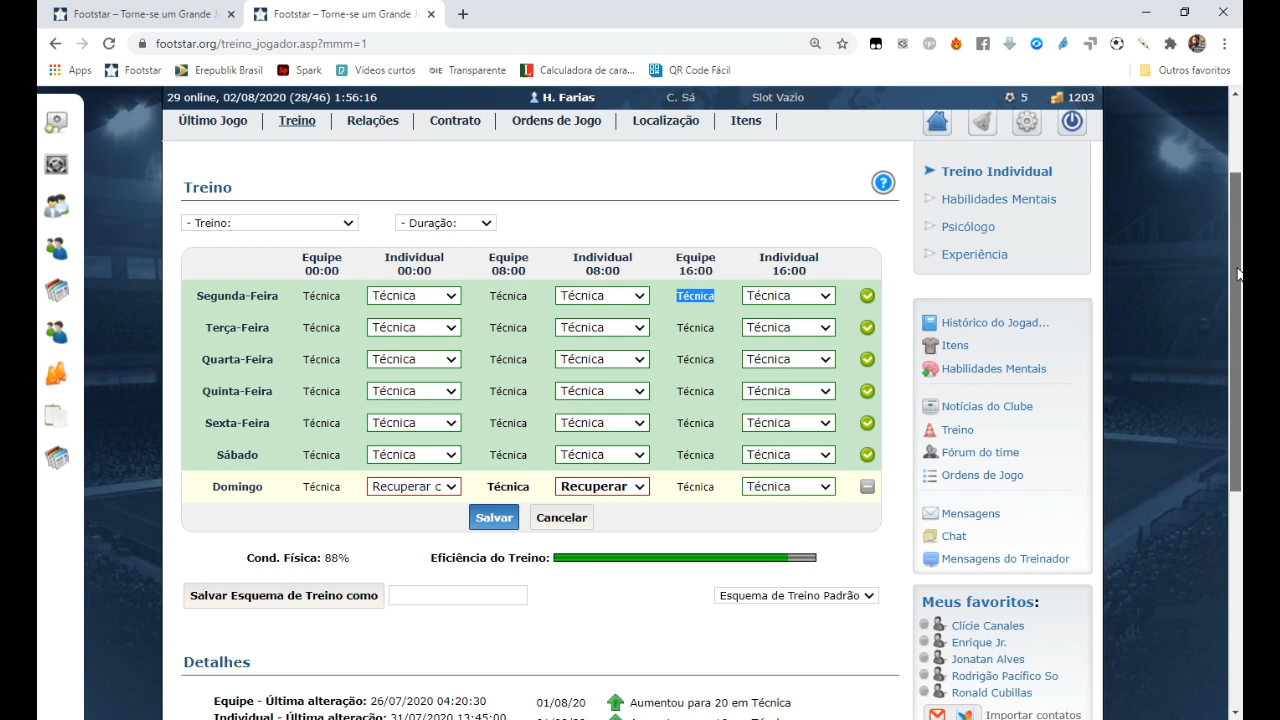 Footstar – Torne-se um Grande J
Footstar – Torne-se um Grande J
footstar.org/treino_jogador.asp?mmm=1
Apps Footstar Erepublik Brasil Spark Videos curtos Transparente Calculadora de cara... QR Code Fácil Outros favoritos
29 online, 02/08/2020 (28/46) 1:56:16 H. Farias C. Sá Slot Vazio 5 1203
Último Jogo Treino Relações Contrato Ordens de Jogo Localização Itens
Treino
- Treino: - Duração:
Equipe 00:00 Individual 00:00 Equipe 08:00 Individual 08:00 Equipe 16:00 Individual 16:00
Segunda-Feira Técnica Técnica Técnica Técnica Técnica Técnica
Terça-Feira Técnica Técnica Técnica Técnica Técnica Técnica
Quarta-Feira Técnica Técnica Técnica Técnica Técnica Técnica
Quinta-Feira Técnica Técnica Técnica Técnica Técnica Técnica
Sexta-Feira Técnica Técnica Técnica Técnica Técnica Técnica
Sábado Técnica Técnica Técnica Técnica Técnica Técnica
Domingo Técnica Recuperar c Técnica Recuperar Técnica Técnica
Salvar Cancelar
Cond. Física: 88% Eficiência do Treino:
Salvar Esquema de Treino como Esquema de Treino Padrão
Detalhes
Equipe - Última alteração: 26/07/2020 04:20:30 01/08/20 Aumentou para 20 em Técnica
Individual - Última alteração: 31/07/2020 13:45:00
Treino Individual
Habilidades Mentais
Psicólogo
Experiência
Histórico do Jogad...
Itens
Habilidades Mentais
Notícias do Clube
Treino
Fórum do time
Ordens de Jogo
Mensagens
Chat
Mensagens do Treinador
Meus favoritos:
Clície Canales
Enrique Jr.
Jonatan Alves
Rodrigão Pacífico So
Ronald Cubillas
Importar contatos